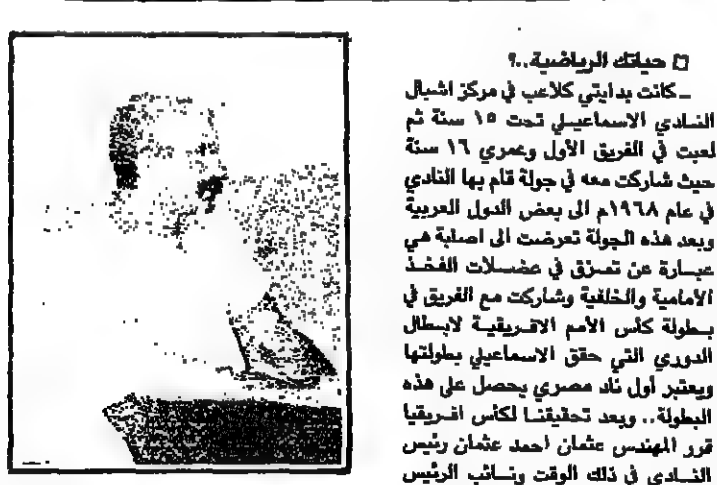 □ حياتك الرياضية..؟
ـ كانت بدايتي كلاعب في مركز اشبال
النادي الاسماعيلي تحت ١٥ سنة ثم
لعبت في الفريق الأول وعمري ١٦ سنة
حيث شاركت معه في جولة قام بها النادي
في عام ١٩٦٨م الى بعض الدول العربية
وبعد هذه الجولة تعرضت الى اصابة هي
عبارة عن تمزق في عضلات الفخذ
الأمامية والخلفية وشاركت مع الفريق في
بطولة كأس الأمم الافريقية لابطال
الدوري التي حقق الاسماعيلي بطولتها
ويعتبر أول ناد مصري يحصل على هذه
البطولة.. وبعد تحقيقنا لكأس افريقيا
قرر المهندس عثمان احمد عثمان رئيس
النادي في ذلك الوقت ونائب الرئيس